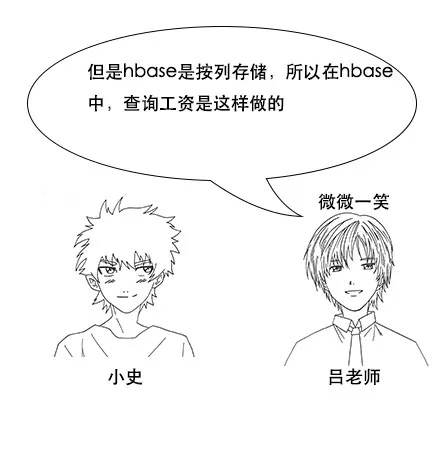 但是hbase是按列存储，所以在hbase
中，查询工资是这样做的
微微一笑
小史
吕老师